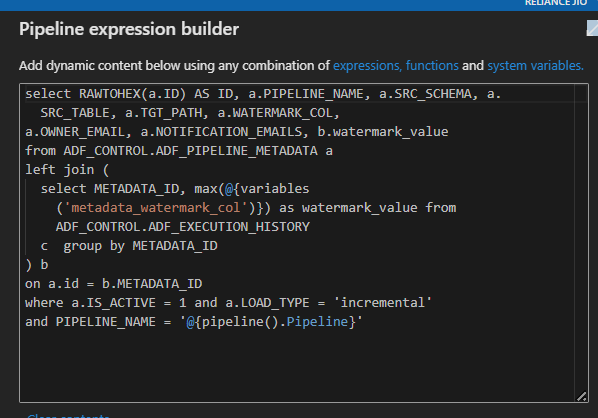 RELIANCE JIO
Pipeline expression builder
Add dynamic content below using any combination of expressions, functions and system variables.
select RAWTOHEX(a.ID) AS ID, a.PIPELINE_NAME, a.SRC_SCHEMA, a.
SRC_TABLE, a.TGT_PATH, a.WATERMARK_COL,
a.OWNER_EMAIL, a.NOTIFICATION_EMAILS, b.watermark_value
from ADF_CONTROL.ADF_PIPELINE_METADATA a
left join (
select METADATA_ID, max(@{variables
('metadata_watermark_col')}) as watermark_value from
ADF_CONTROL.ADF_EXECUTION_HISTORY
c  group by METADATA_ID
) b
on a.id = b.METADATA_ID
where a.IS_ACTIVE = 1 and a.LOAD_TYPE = 'incremental'
and PIPELINE_NAME = '@{pipeline().Pipeline}'
Clear contents